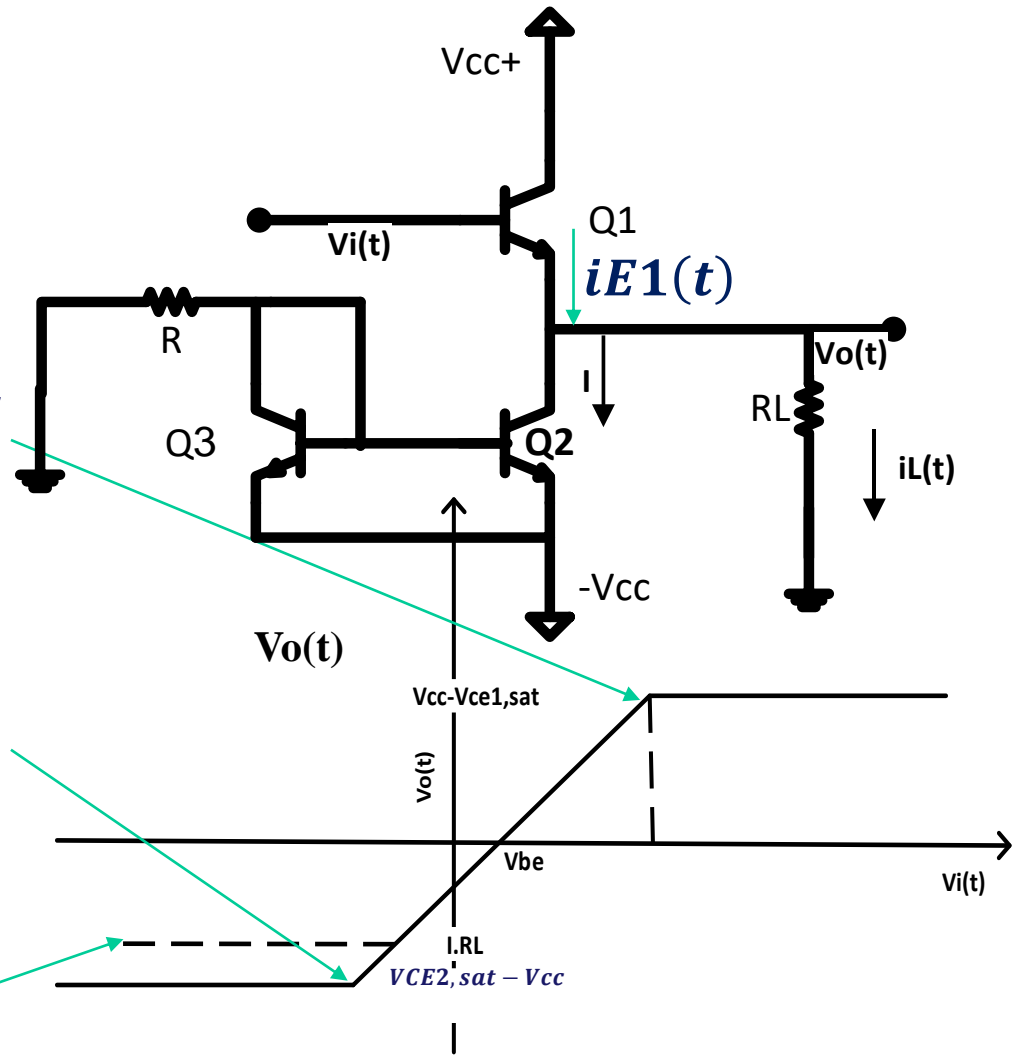 Vcc+
Q1
Vi(t)
iE1(t)
R
Vo(t)
I
RL
Q3
Q2
iL(t)
-Vcc
Vo(t)
Vcc-Vce1,sat
Vo(t)
Vbe
Vi(t)
I.RL
VCE2, sat − Vcc